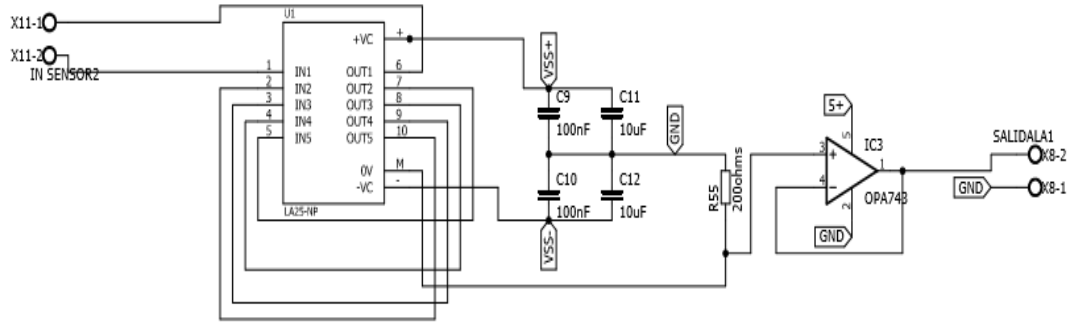 X11-1
X11-2
IN SENSOR2
U1
+VC
+
1
IN1
OUT1
6
2
IN2
OUT2
7
3
IN3
OUT3
8
4
IN4
OUT4
9
5
IN5
OUT5
10
0V
M
-VC
-
LA25-NP
VSS+
C9
100nF
C11
10uF
GND
C10
100nF
C12
10uF
VSS-
R55
200ohms
5+
5
IC3
3
+
1
4
-
2
OPA743
GND
SALIDALA1
X8-2
GND
X8-1